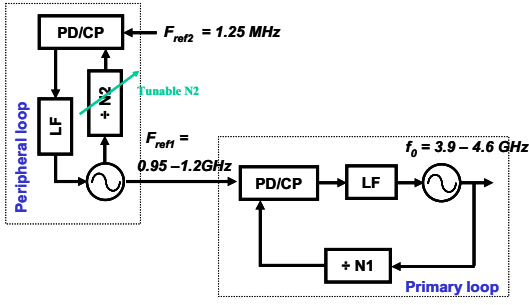 PD/CP
F_ref2 = 1.25 MHz
÷ N2
Tunable N2
LF
Peripheral loop
F_ref1 =
0.95 –1.2GHz
f_0 = 3.9 – 4.6 GHz
PD/CP
LF
÷ N1
Primary loop